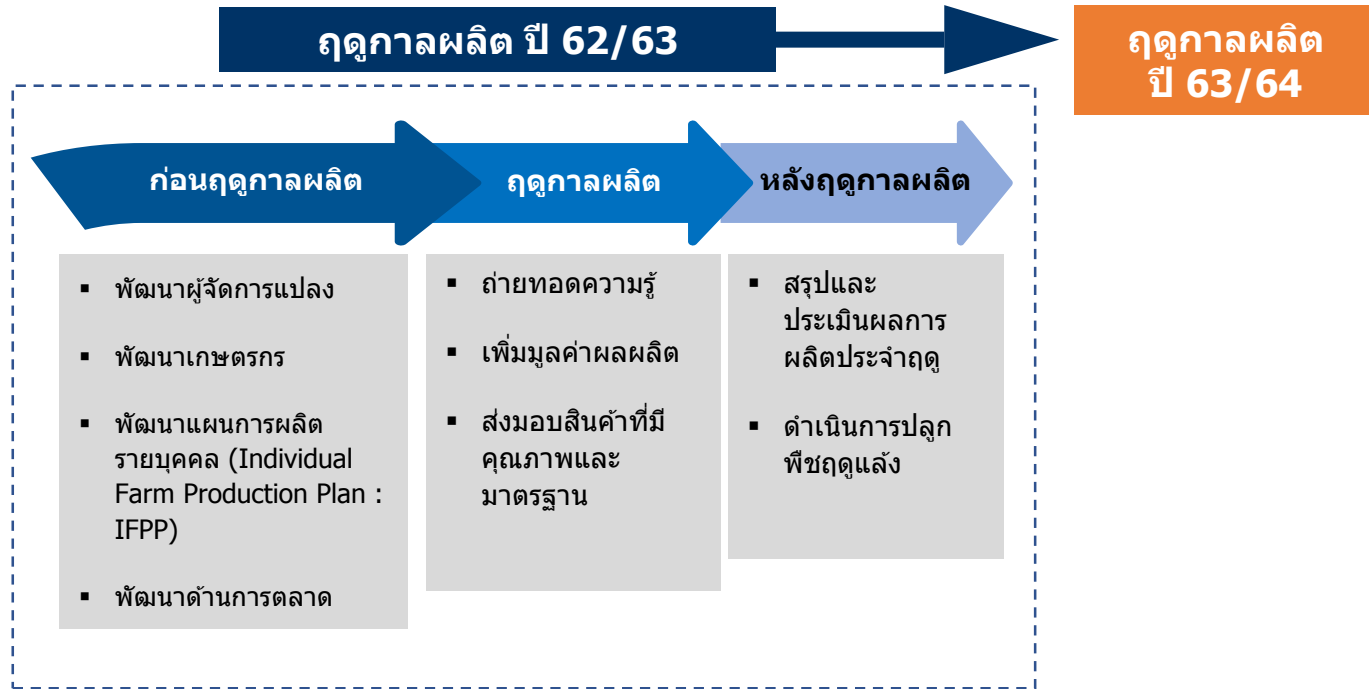 ฤดูกาลผลิต ปี 62/63
ฤดูกาลผลิต
ปี 63/64
ก่อนฤดูกาลผลิต
ฤดูกาลผลิต
หลังฤดูกาลผลิต
▪ พัฒนาผู้จัดการแปลง
▪ พัฒนาเกษตรกร
▪ พัฒนาแผนการผลิต
รายบุคคล (Individual
Farm Production Plan :
IFPP)
▪ พัฒนาด้านการตลาด
▪ ถ่ายทอดความรู้
▪ เพิ่มมูลค่าผลผลิต
▪ ส่งมอบสินค้าที่มี
คุณภาพและ
มาตรฐาน
▪ สรุปและ
ประเมินผลการ
ผลิตประจำฤดู
▪ ดำเนินการปลูก
พืชฤดูแล้ง